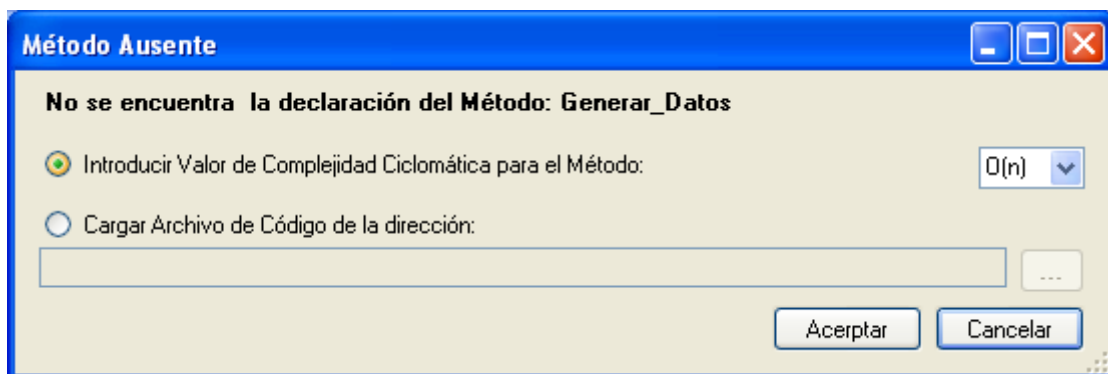 Método Ausente
No se encuentra la declaración del Método: Generar_Datos
Introducir Valor de Complejidad Ciclomática para el Método:
O(n)
Cargar Archivo de Código de la dirección:
...
Acerptar
Cancelar